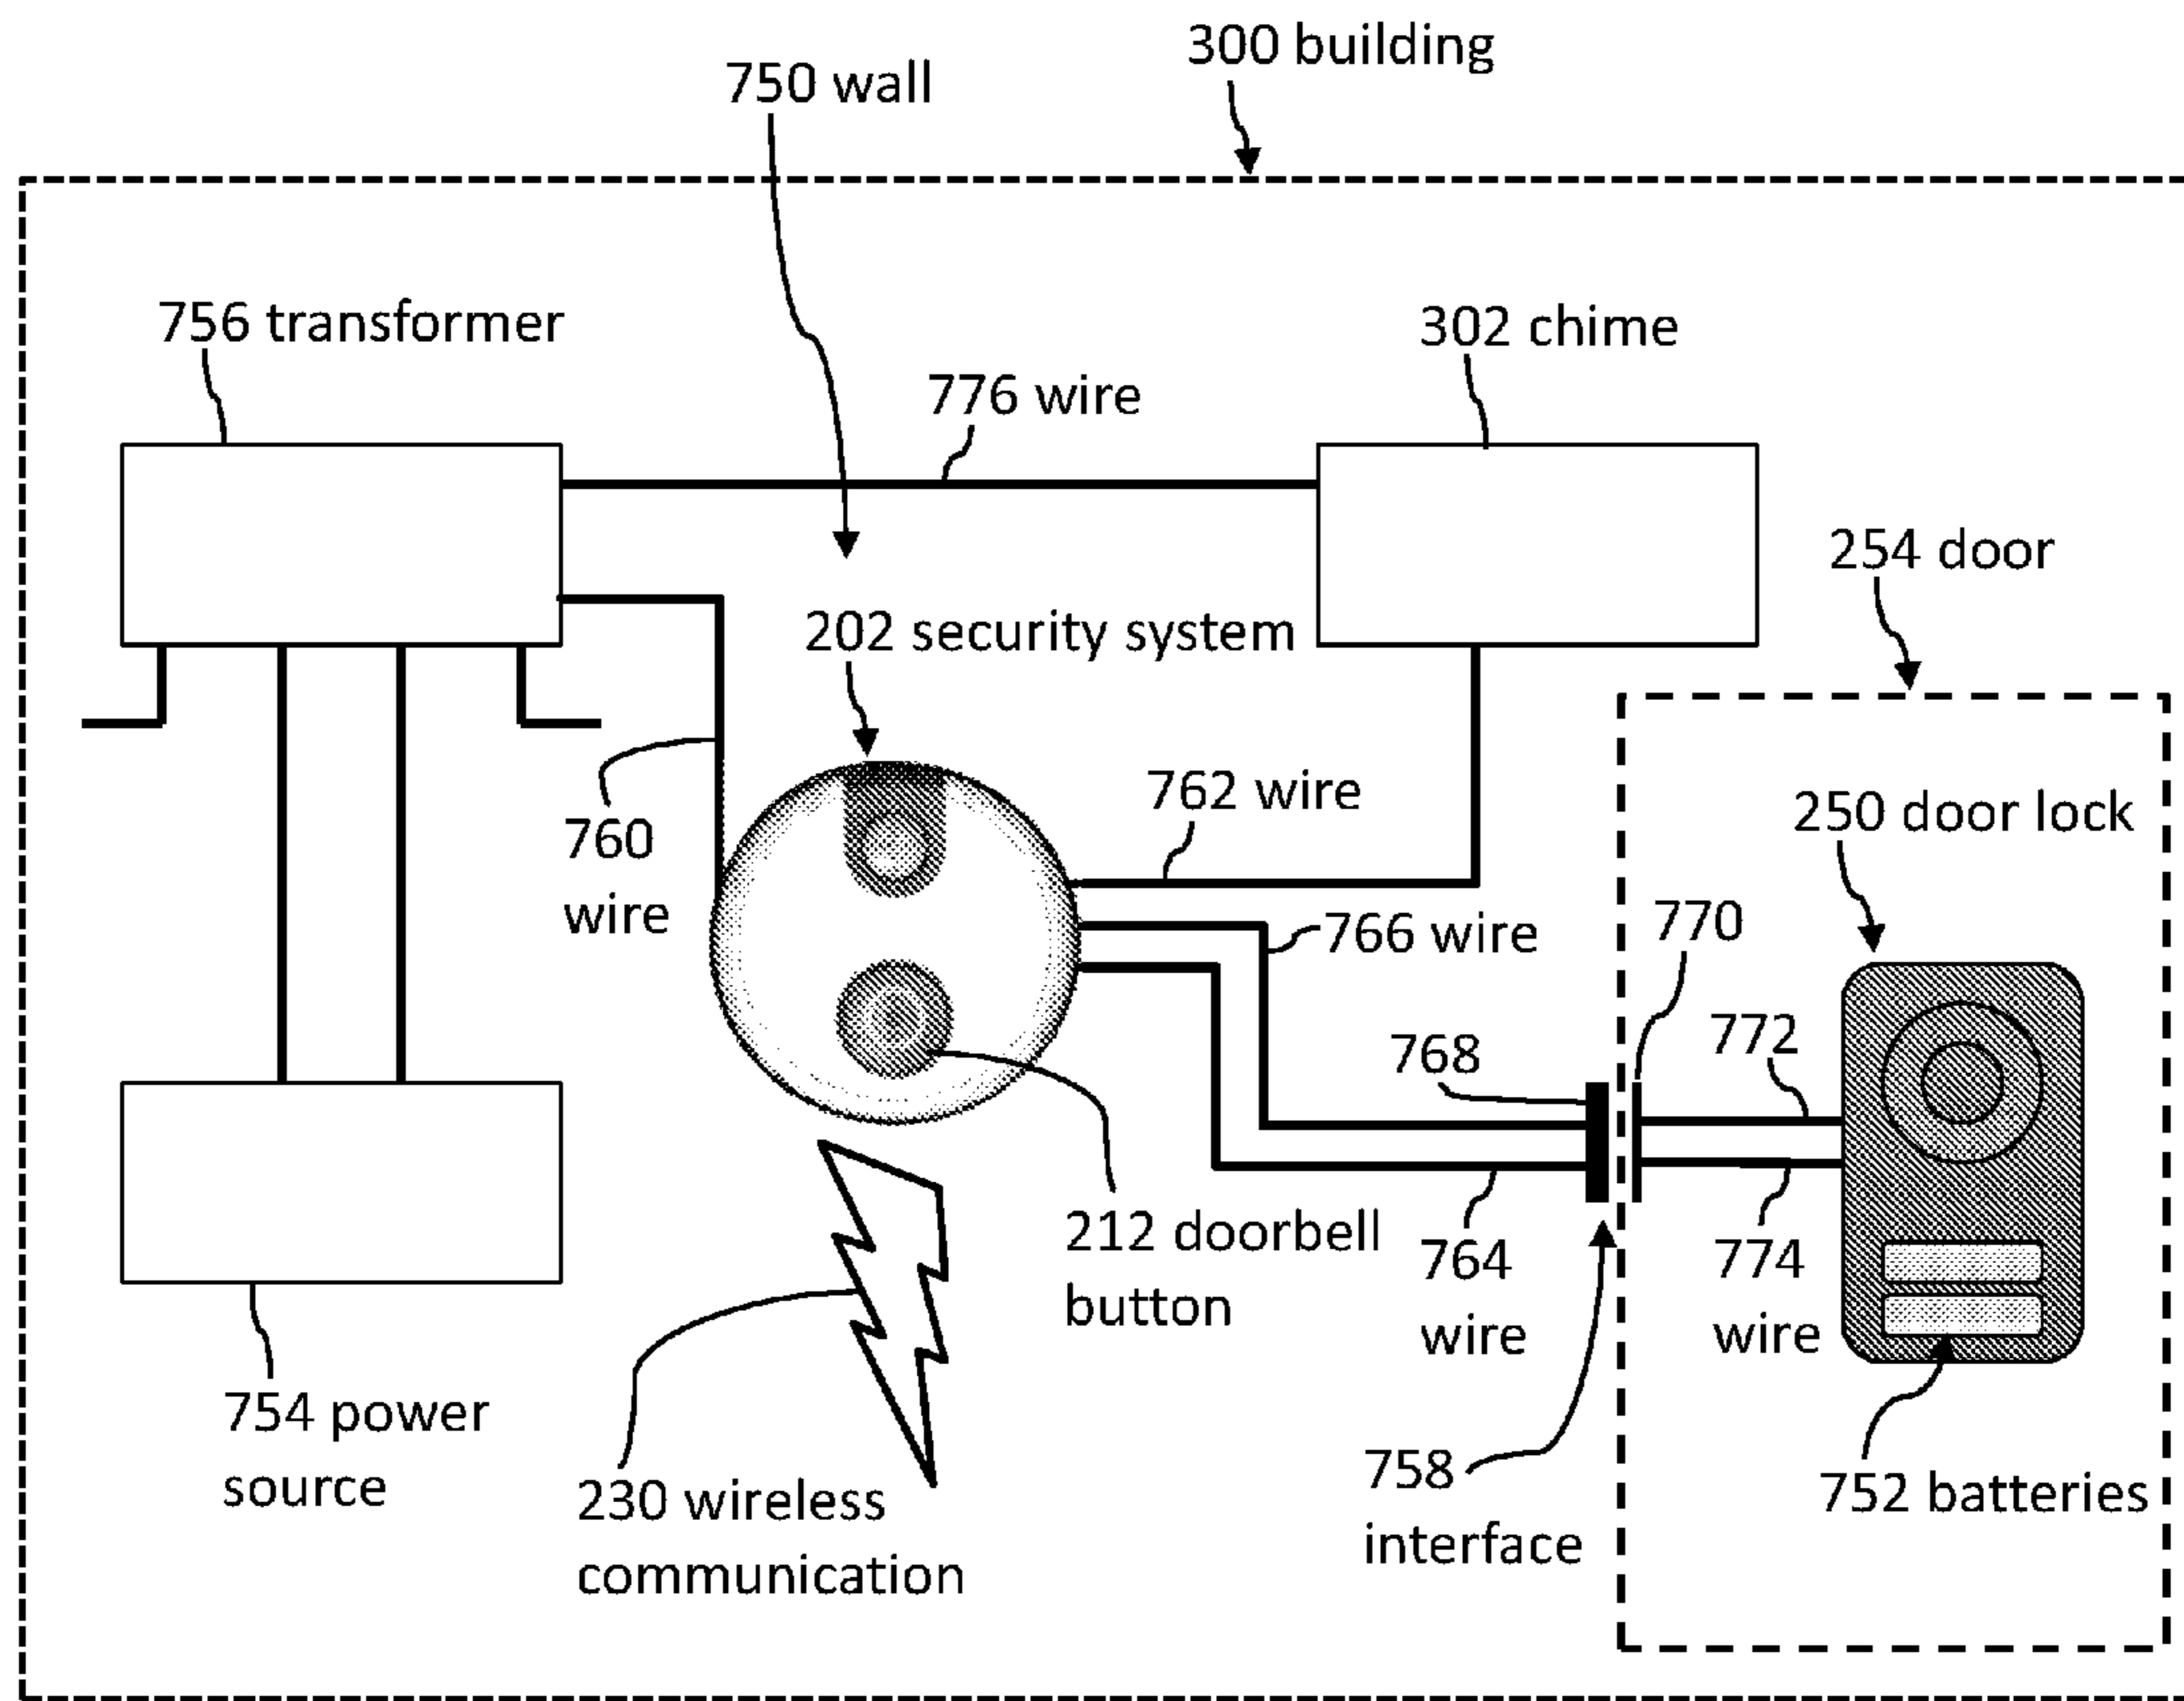 300 building
750 wall
756 transformer
302 chime
776 wire
254 door
202 security system
762 wire
250 door lock
760
wire
766 wire
770
768
772
212 doorbell
button
764
wire
774
wire
754 power
source
230 wireless
communication
758
interface
752 batteries